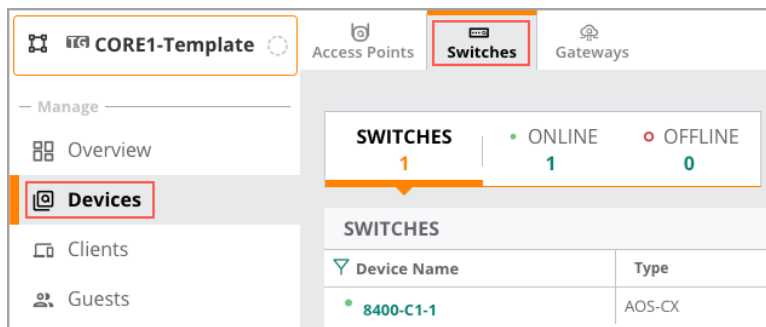 TG CORE1-Template
Access Points
Switches
Gateways
Manage
Overview
Devices
Clients
Guests
SWITCHES
1
ONLINE
1
OFFLINE
0
SWITCHES
Device Name
Type
8400-C1-1
AOS-CX